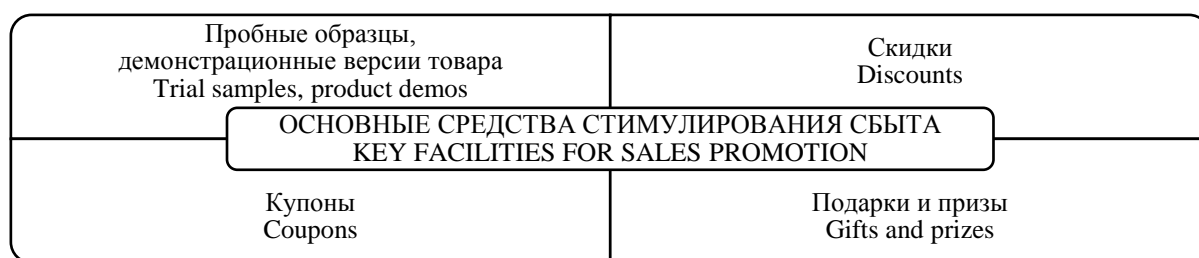 Пробные образцы,
демонстрационные версии товара
Trial samples, product demos
Скидки
Discounts
ОСНОВНЫЕ СРЕДСТВА СТИМУЛИРОВАНИЯ СБЫТА
KEY FACILITIES FOR SALES PROMOTION
Купоны
Coupons
Подарки и призы
Gifts and prizes